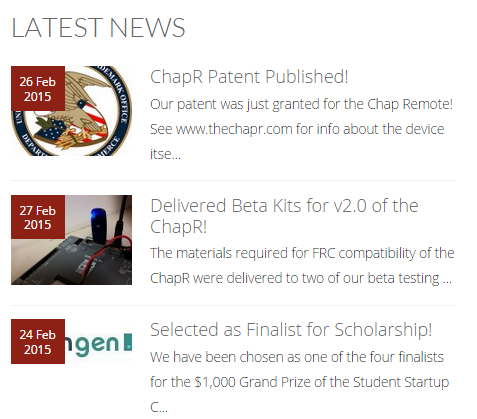 LATEST NEWS
26 Feb
2015
ChapR Patent Published!
Our patent was just granted for the Chap Remote!
See www.thechapr.com for info about the device
itse...
27 Feb
2015
Delivered Beta Kits for v2.0 of the
ChapR!
The materials required for FRC compatibility of the
ChapR were delivered to two of our beta testing ...
24 Feb
2015
Selected as Finalist for Scholarship!
We have been chosen as one of the four finalists
for the $1,000 Grand Prize of the Student Startup
C...